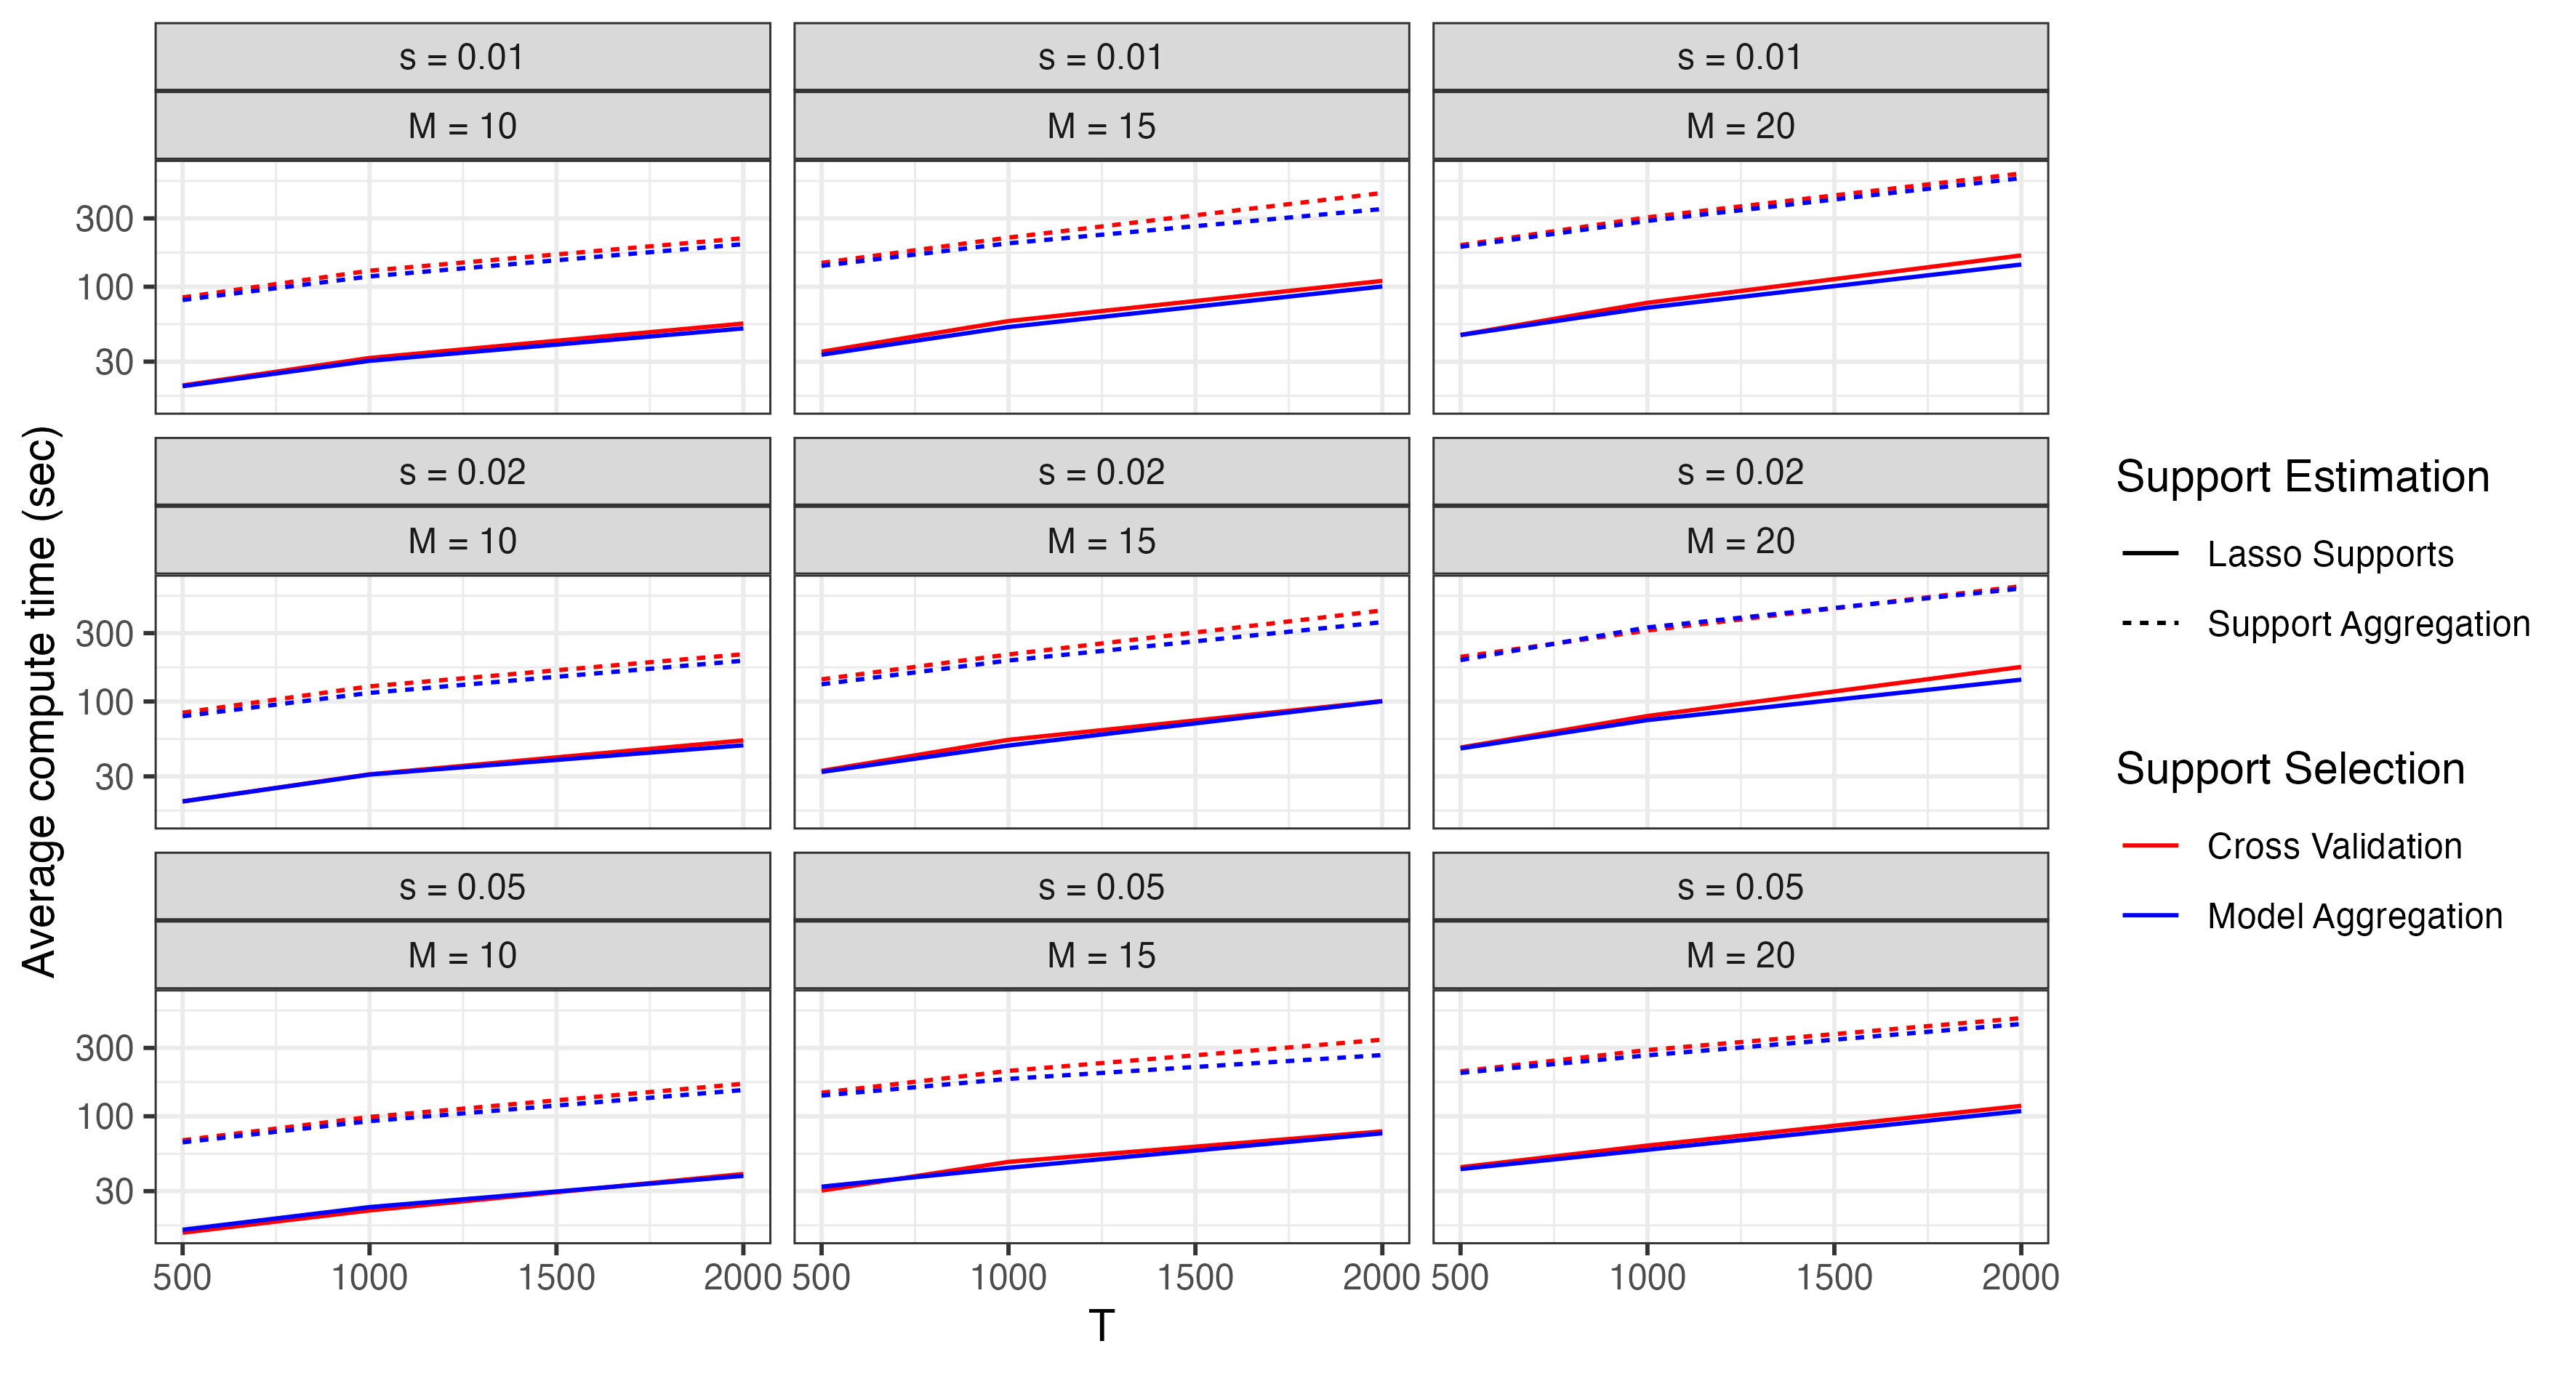 s = 0.01
s = 0.01
s = 0.01
M = 10
M = 15
M = 20
300
100
30
s = 0.02
s = 0.02
s = 0.02
M = 10
M = 15
M = 20
300
100
30
s = 0.05
s = 0.05
s = 0.05
M = 10
M = 15
M = 20
300
100
30
500 1000 1500 2000
500 1000 1500 2000
500 1000 1500 2000
T
Average compute time (sec)
Support Estimation
Lasso Supports
Support Aggregation
Support Selection
Cross Validation
Model Aggregation